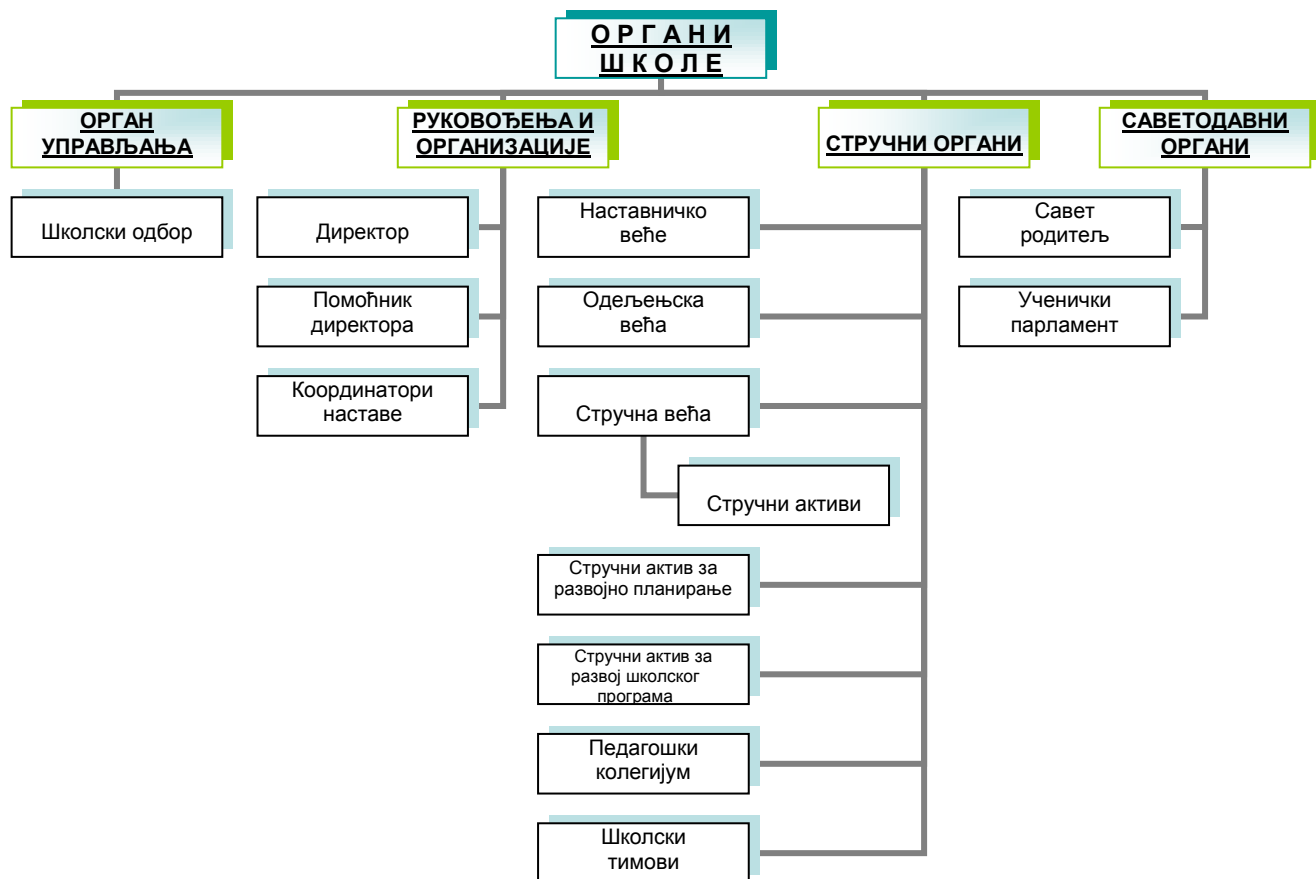 О Р Г А Н И
Ш К О Л Е
ОРГАН
УПРАВЉАЊА
РУКОВОЂЕЊА И
ОРГАНИЗАЦИЈЕ
СТРУЧНИ ОРГАНИ
САВЕТОДАВНИ
ОРГАНИ
Школски одбор
Директор
Помоћник
директора
Координатори
наставе
Наставничко
веће
Одељењска
већа
Стручна већа
Стручни активи
Стручни актив за
развојно планирање
Стручни актив за
развој школског
програма
Педагошки
колегијум
Школски
тимови
Савет
родитељ
Ученички
парламент